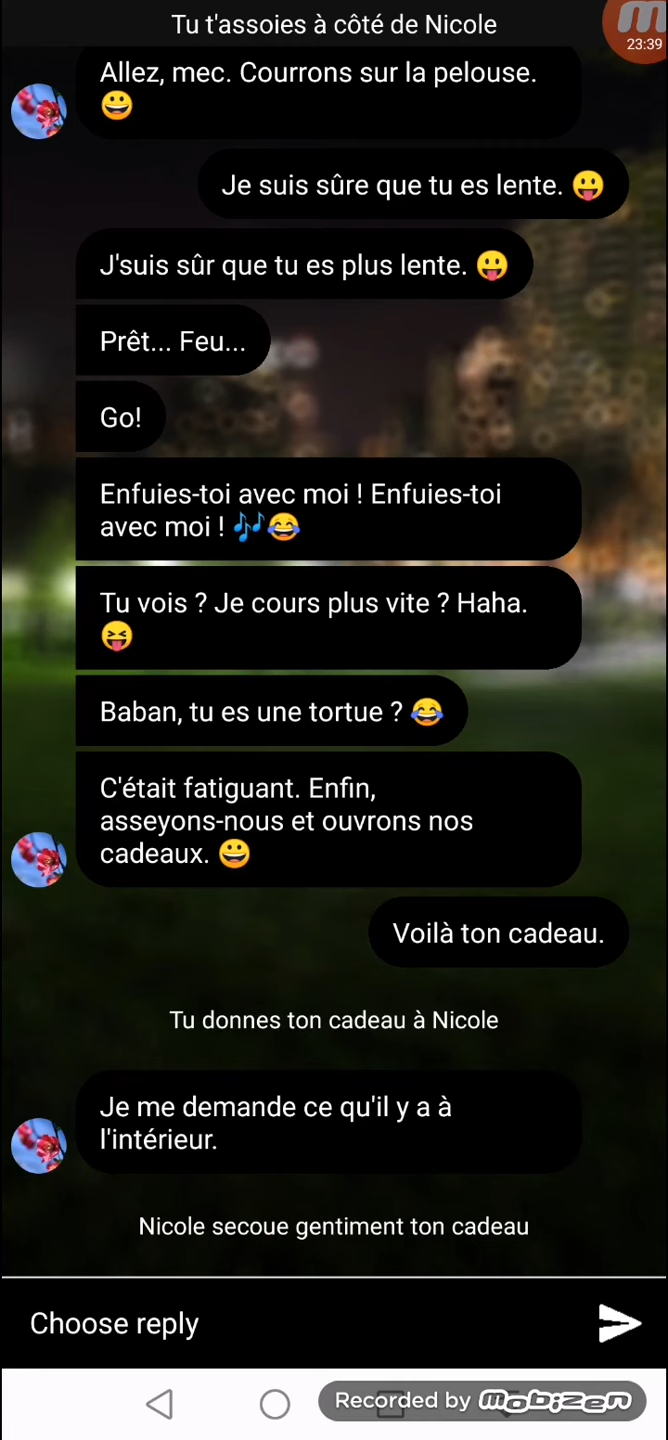 Tu t'assoies à côté de Nicole
23:39
Allez, mec. Courrons sur la pelouse.
😀
Je suis sûre que tu es lente. 😛
J'suis sûr que tu es plus lente. 😛
Prêt... Feu...
Go!
Enfuies-toi avec moi ! Enfuies-toi
avec moi ! 🎶😂
Tu vois ? Je cours plus vite ? Haha.
😝
Baban, tu es une tortue ? 😂
C'était fatiguant. Enfin,
asseyons-nous et ouvrons nos
cadeaux. 😀
Voilà ton cadeau.
Tu donnes ton cadeau à Nicole
Je me demande ce qu'il y a à
l'intérieur.
Nicole secoue gentiment ton cadeau
Choose reply
Recorded by mobizen